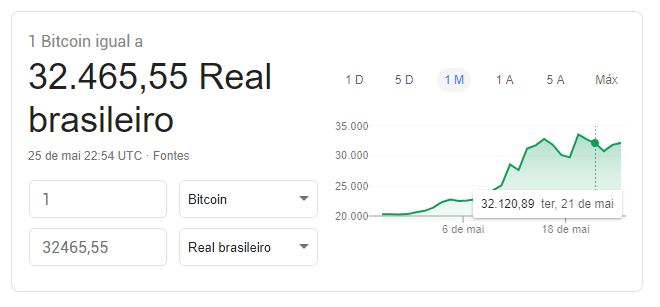 1 Bitcoin igual a
32.465,55 Real
brasileiro
25 de mai 22:54 UTC · Fontes
1 Bitcoin
32465,55 Real brasileiro
1 D 5 D 1 M 1 A 5 A Máx
35.000
30.000
25.000
32.120,89 ter, 21 de mai
20.000
6 de mai 18 de mai